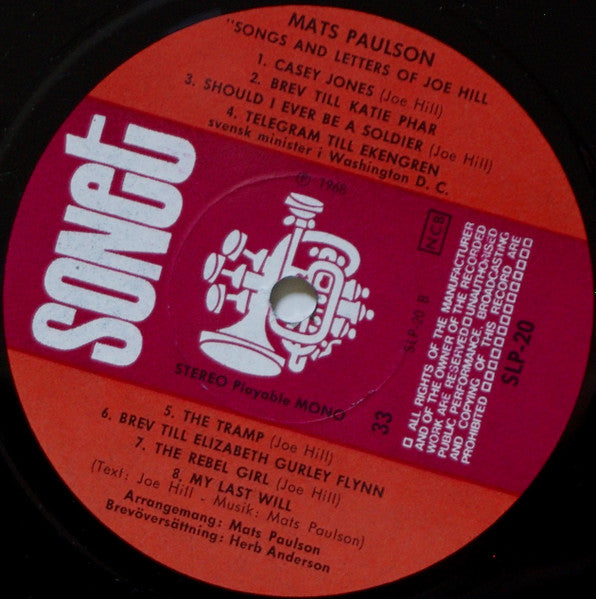 MATS PAULSON
"SONGS AND LETTERS OF JOE HILL
1. CASEY JONES (Joe Hill)
2. BREV TILL KATIE PHAR
3. SHOULD I EVER BE A SOLDIER (Joe Hill)
4. TELEGRAM TILL EKENGREN
svensk minister i Washington D. C.
SONET
℗ 1968
NCB
SLP-20 B
STEREO Playable MONO
33
□ ALL RIGHTS OF THE MANUFACTURER
AND OF THE OWNER OF THE RECORDED
WORK ARE RESERVED □ UNAUTHORISED
PUBLIC PERFORMANCE, BROADCASTING
AND COPYING OF THIS RECORD ARE
PROHIBITED □□□□□□□□□□□□
SLP-20
5. THE TRAMP (Joe Hill)
6. BREV TILL ELIZABETH GURLEY FLYNN
7. THE REBEL GIRL (Joe Hill)
8. MY LAST WILL
(Text: Joe Hill - Musik: Mats Paulson)
Arrangemang: Mats Paulson
Brevöversättning: Herb Anderson